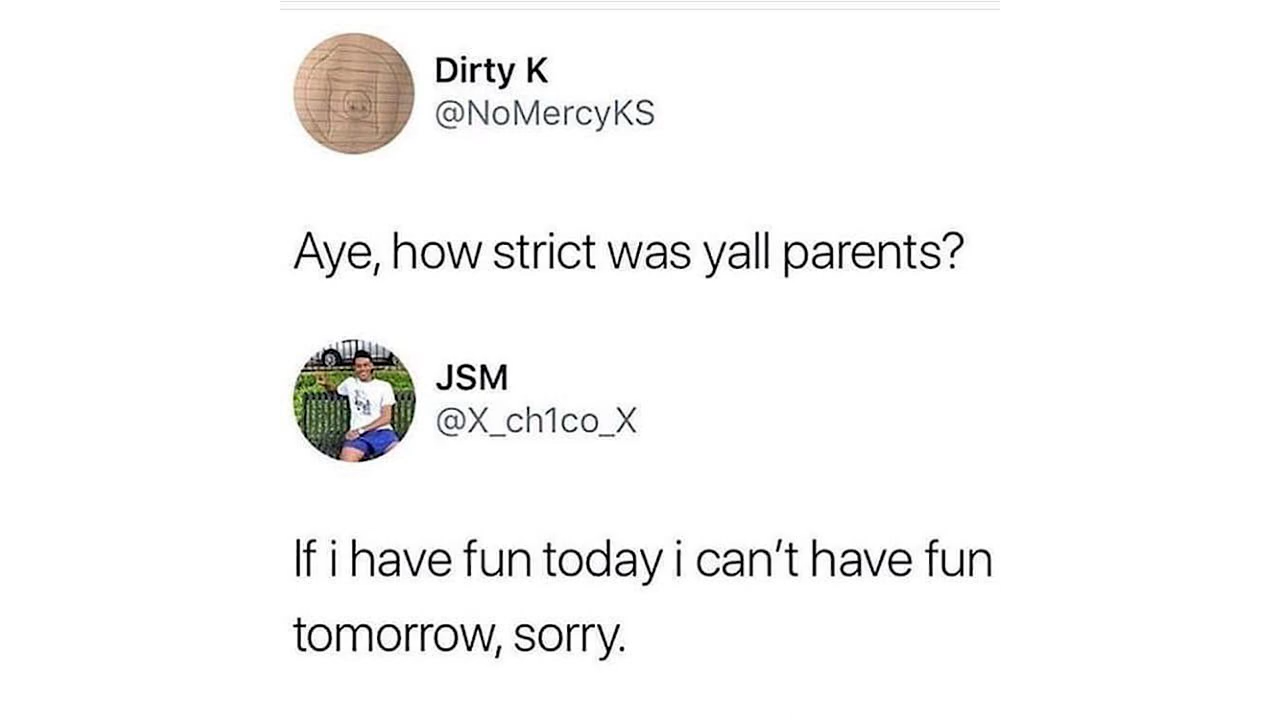 Dirty K
@NoMercyKS
Aye, how strict was yall parents?
JSM
@X_ch1co_X
If i have fun today i can't have fun
tomorrow, sorry.